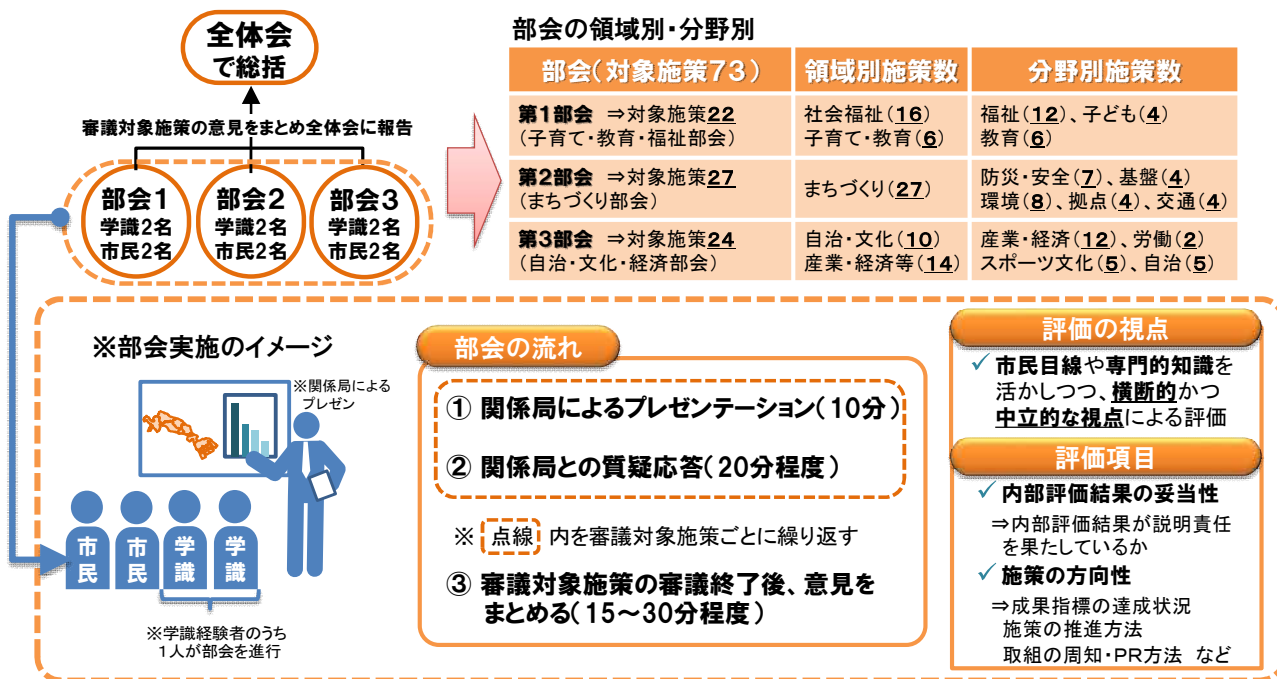 全体会
で総括
審議対象施策の意見をまとめ全体会に報告
部会1
学識2名
市民2名
部会2
学識2名
市民2名
部会3
学識2名
市民2名
部会の領域別・分野別
部会(対象施策73) 領域別施策数 分野別施策数
第1部会 ⇒対象施策22
(子育て・教育・福祉部会)
社会福祉(16)
子育て・教育(6)
福祉(12)、子ども(4)
教育(6)
第2部会 ⇒対象施策27
(まちづくり部会)
まちづくり(27)
防災・安全(7)、基盤(4)
環境(8)、拠点(4)、交通(4)
第3部会 ⇒対象施策24
(自治・文化・経済部会)
自治・文化(10)
産業・経済等(14)
産業・経済(12)、労働(2)
スポーツ文化(5)、自治(5)
※部会実施のイメージ
※関係局による
プレゼン
市民
市民
学識
学識
※学識経験者のうち
1人が部会を進行
部会の流れ
① 関係局によるプレゼンテーション(10分)
② 関係局との質疑応答(20分程度)
※ 点線 内を審議対象施策ごとに繰り返す
③ 審議対象施策の審議終了後、意見を
まとめる(15～30分程度)
評価の視点
✓ 市民目線や専門的知識を
活かしつつ、横断的かつ
中立的な視点による評価
評価項目
✓ 内部評価結果の妥当性
⇒内部評価結果が説明責任
を果たしているか
✓ 施策の方向性
⇒成果指標の達成状況
施策の推進方法
取組の周知・PR方法 など